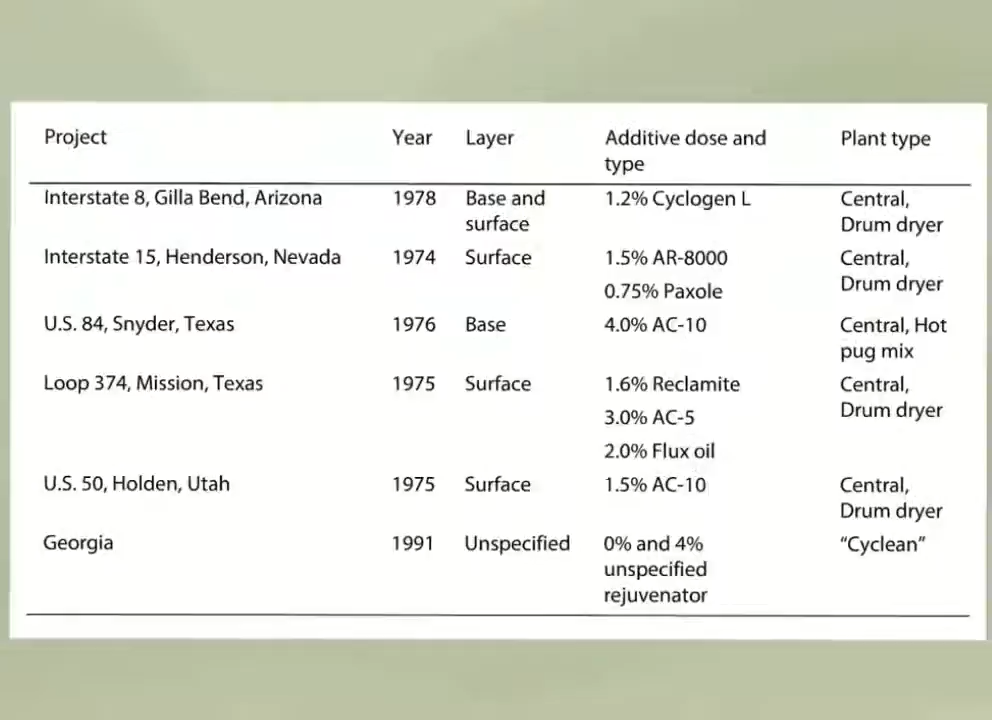 Project Year Layer Additive dose and type Plant type
Interstate 8, Gilla Bend, Arizona 1978 Base and surface 1.2% Cyclogen L Central, Drum dryer
Interstate 15, Henderson, Nevada 1974 Surface 1.5% AR-8000 0.75% Paxole Central, Drum dryer
U.S. 84, Snyder, Texas 1976 Base 4.0% AC-10 Central, Hot pug mix
Loop 374, Mission, Texas 1975 Surface 1.6% Reclamite 3.0% AC-5 2.0% Flux oil Central, Drum dryer
U.S. 50, Holden, Utah 1975 Surface 1.5% AC-10 Central, Drum dryer
Georgia 1991 Unspecified 0% and 4% unspecified rejuvenator “Cyclean”